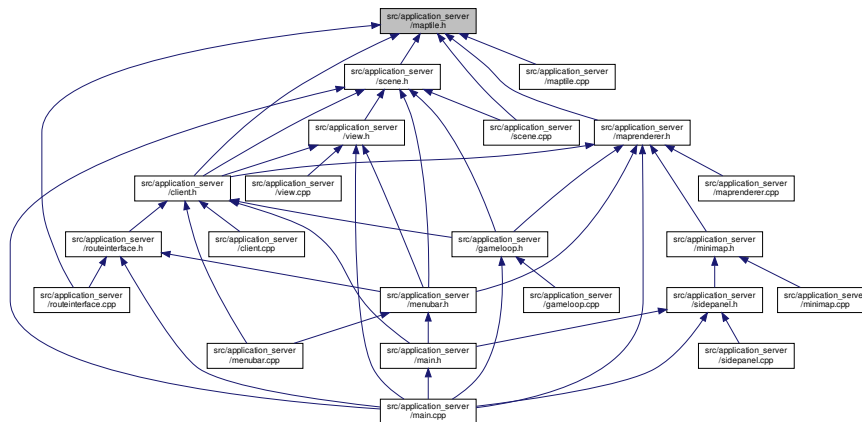 src/application_server
/maptile.h
src/application_server
/scene.h
src/application_server
/maptile.cpp
src/application_server
/view.h
src/application_server
/scene.cpp
src/application_server
/maprenderer.h
src/application_server
/client.h
src/application_server
/view.cpp
src/application_server
/maprenderer.cpp
src/application_server
/routeinterface.h
src/application_server
/client.cpp
src/application_server
/gameloop.h
src/application_server
/minimap.h
src/application_server
/routeinterface.cpp
src/application_server
/menubar.h
src/application_server
/gameloop.cpp
src/application_server
/sidepanel.h
src/application_server
/minimap.cpp
src/application_server
/menubar.cpp
src/application_server
/main.h
src/application_server
/sidepanel.cpp
src/application_server
/main.cpp